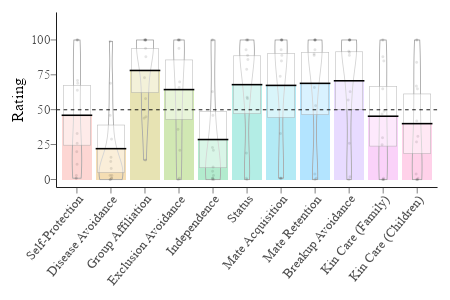 Rating
100
75
50
25
0
Self-Protection
Disease Avoidance
Group Affiliation
Exclusion Avoidance
Independence
Status
Mate Acquisition
Mate Retention
Breakup Avoidance
Kin Care (Family)
Kin Care (Children)